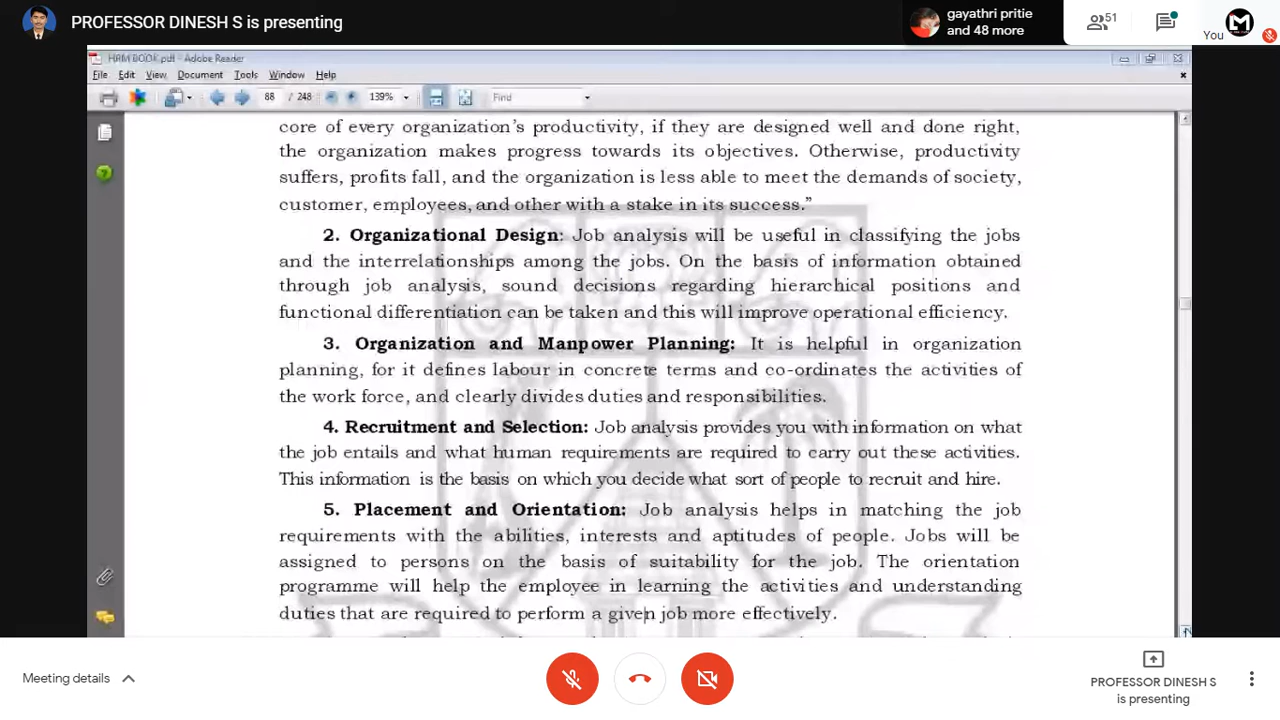 PROFESSOR DINESH S is presenting
gayathri pritie
and 48 more
51
You
HRM BOOK.pdf - Adobe Reader
File Edit View Document Tools Window Help
88 / 248 139% Find
core of every organization's productivity, if they are designed well and done right,
the organization makes progress towards its objectives. Otherwise, productivity
suffers, profits fall, and the organization is less able to meet the demands of society,
customer, employees, and other with a stake in its success."
2. Organizational Design: Job analysis will be useful in classifying the jobs
and the interrelationships among the jobs. On the basis of information obtained
through job analysis, sound decisions regarding hierarchical positions and
functional differentiation can be taken and this will improve operational efficiency.
3. Organization and Manpower Planning: It is helpful in organization
planning, for it defines labour in concrete terms and co-ordinates the activities of
the work force, and clearly divides duties and responsibilities.
4. Recruitment and Selection: Job analysis provides you with information on what
the job entails and what human requirements are required to carry out these activities.
This information is the basis on which you decide what sort of people to recruit and hire.
5. Placement and Orientation: Job analysis helps in matching the job
requirements with the abilities, interests and aptitudes of people. Jobs will be
assigned to persons on the basis of suitability for the job. The orientation
programme will help the employee in learning the activities and understanding
duties that are required to perform a given job more effectively.
Meeting details
PROFESSOR DINESH S
is presenting